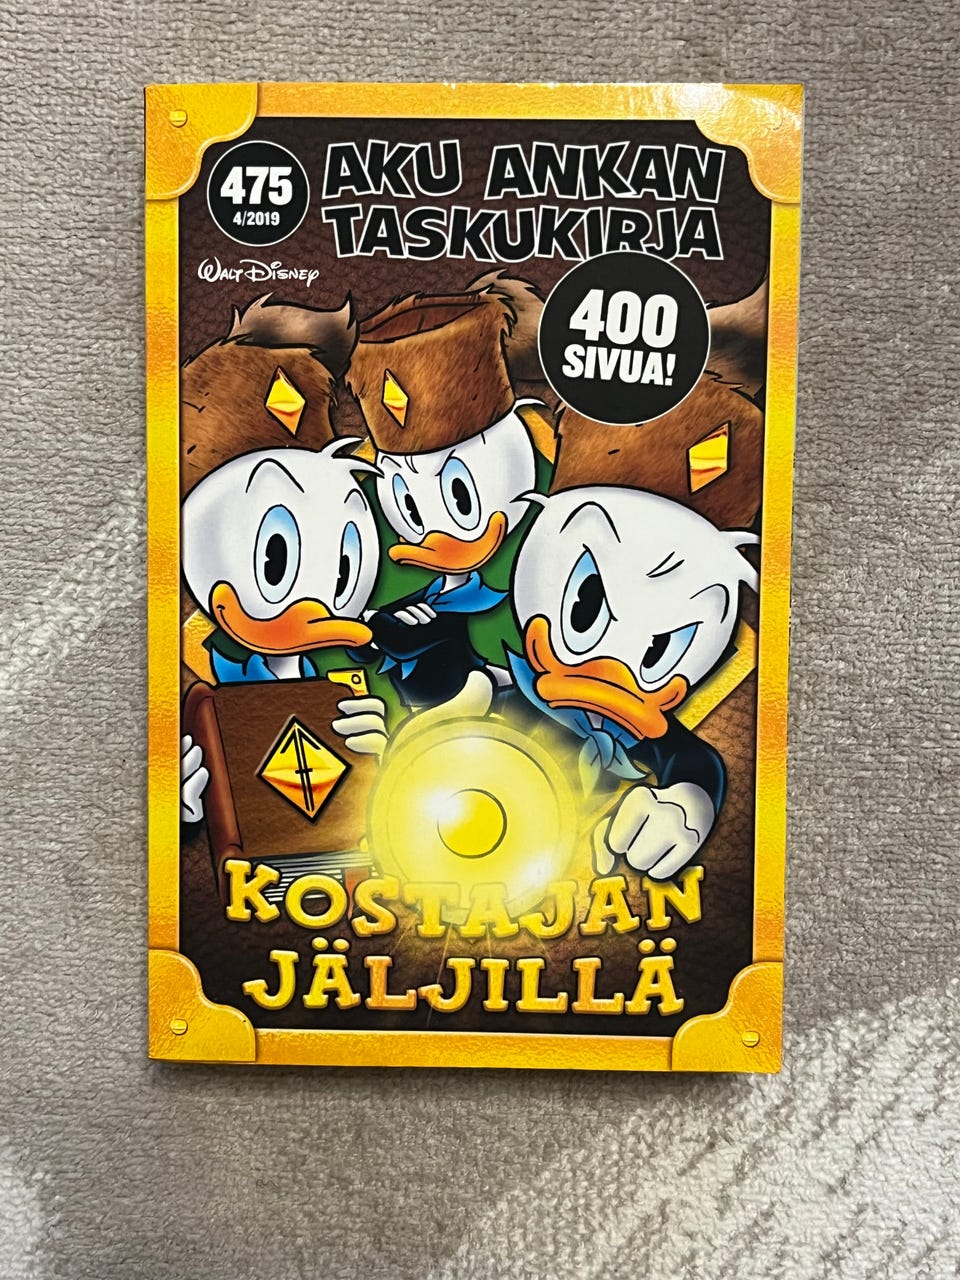 475
4/2019
AKU ANKAN
TASKUKIRJA
WALT DISNEY
400
SIVUA!
KOSTAJAN
JÄLJILLÄ